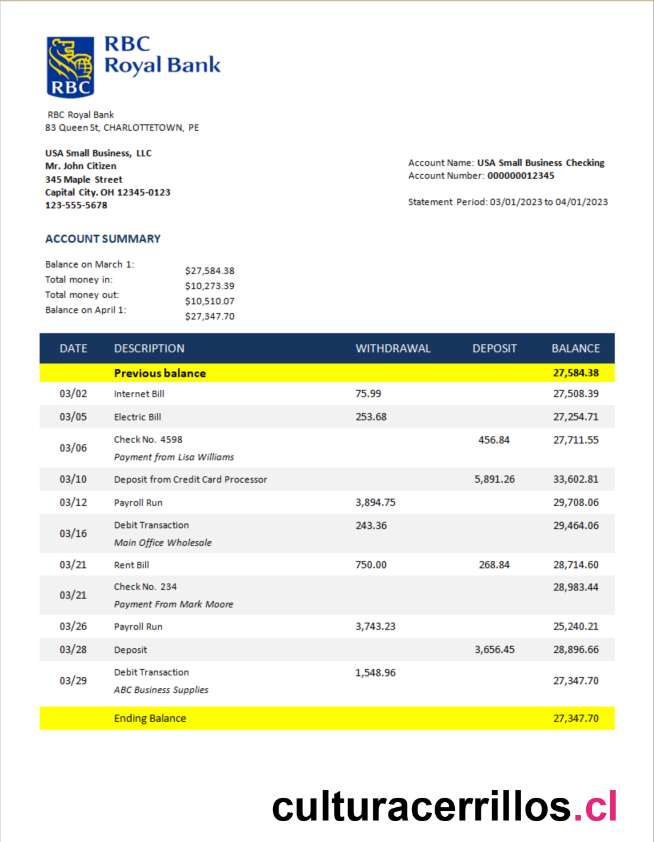 RBC
Royal Bank
RBC
RBC Royal Bank
83 Queen St, CHARLOTTETOWN, PE
USA Small Business, LLC
Mr. John Citizen
345 Maple Street
Capital City. OH 12345-0123
123-555-5678
Account Name: USA Small Business Checking
Account Number: 000000012345
Statement Period: 03/01/2023 to 04/01/2023
ACCOUNT SUMMARY
Balance on March 1: $27,584.38
Total money in: $10,273.39
Total money out: $10,510.07
Balance on April 1: $27,347.70
DATE DESCRIPTION WITHDRAWAL DEPOSIT BALANCE
Previous balance 27,584.38
03/02 Internet Bill 75.99 27,508.39
03/05 Electric Bill 253.68 27,254.71
03/06 Check No. 4598 456.84 27,711.55
Payment from Lisa Williams
03/10 Deposit from Credit Card Processor 5,891.26 33,602.81
03/12 Payroll Run 3,894.75 29,708.06
03/16 Debit Transaction 243.36 29,464.06
Main Office Wholesale
03/21 Rent Bill 750.00 268.84 28,714.60
03/21 Check No. 234 28,983.44
Payment From Mark Moore
03/26 Payroll Run 3,743.23 25,240.21
03/28 Deposit 3,656.45 28,896.66
03/29 Debit Transaction 1,548.96 27,347.70
ABC Business Supplies
Ending Balance 27,347.70
culturacerrillos.cl